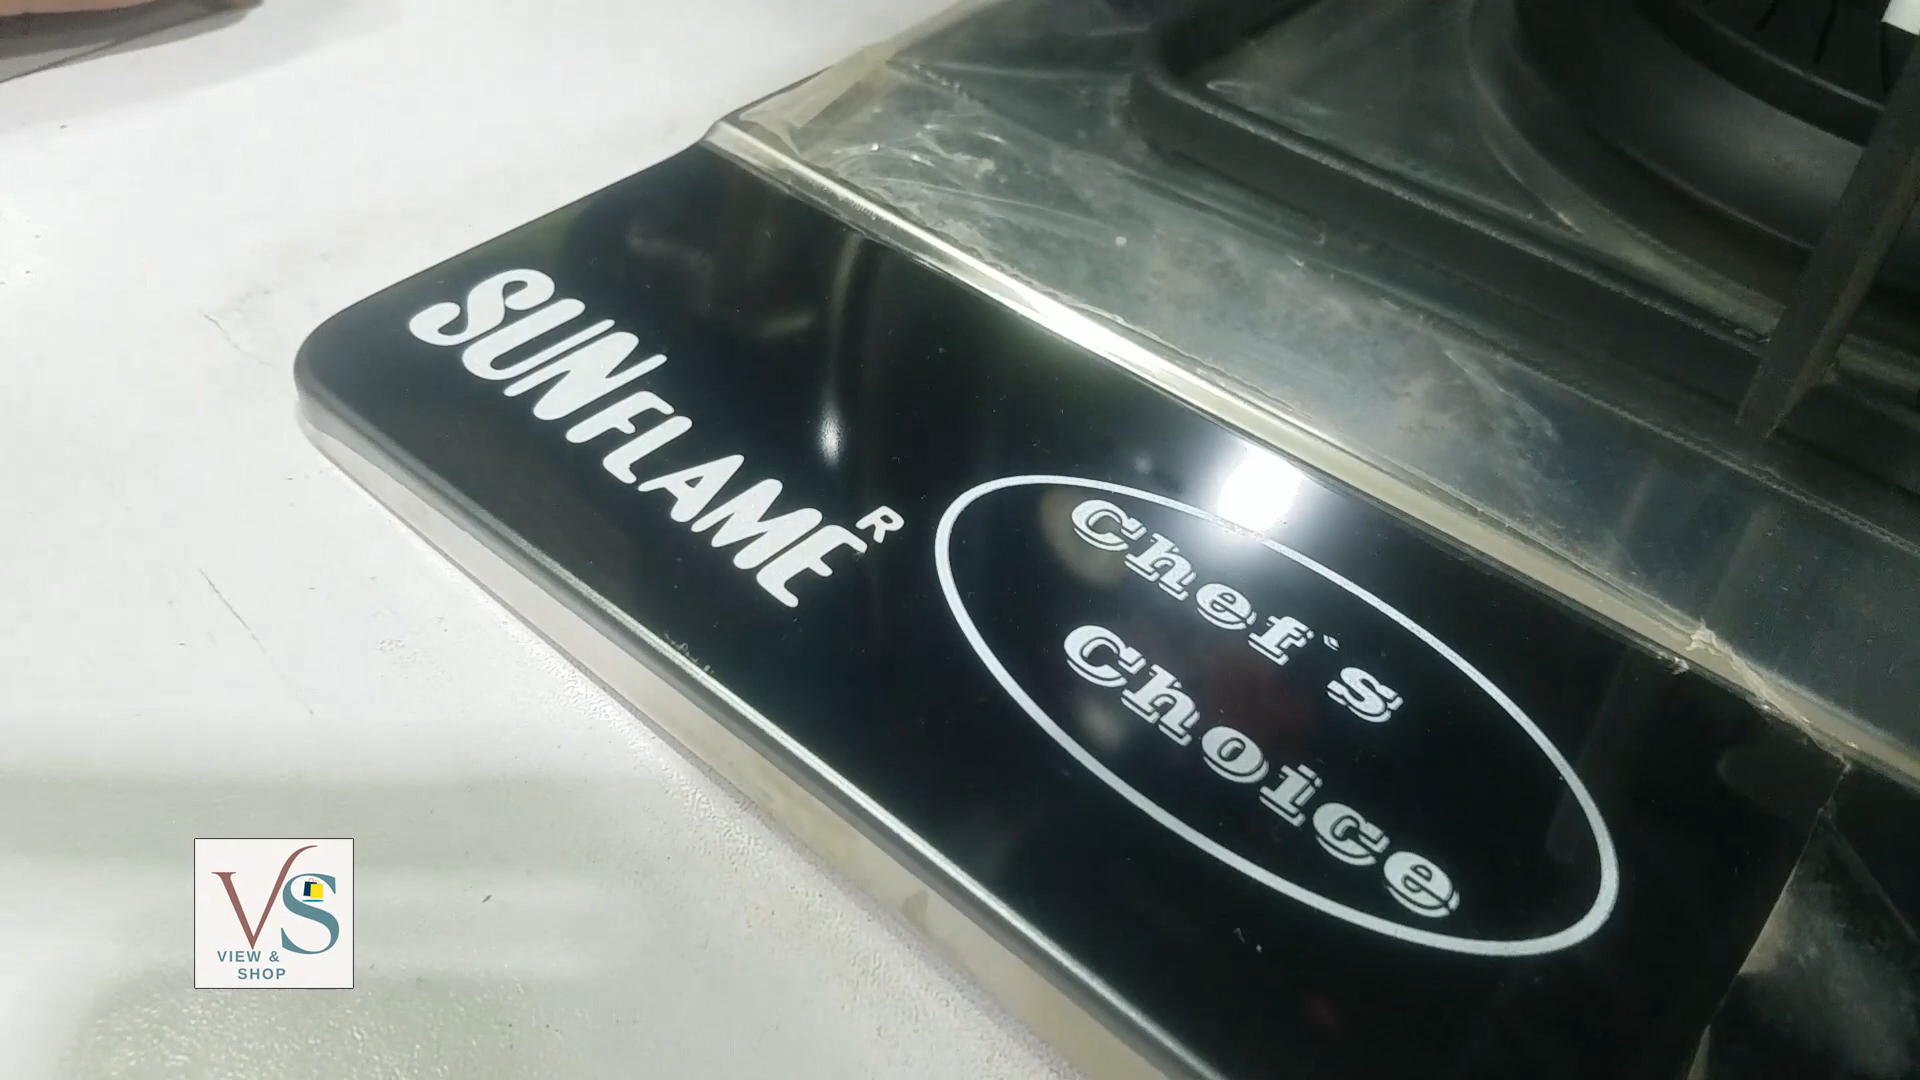 SUNFLAME R
Chef's
Choice
VS
VIEW &
SHOP